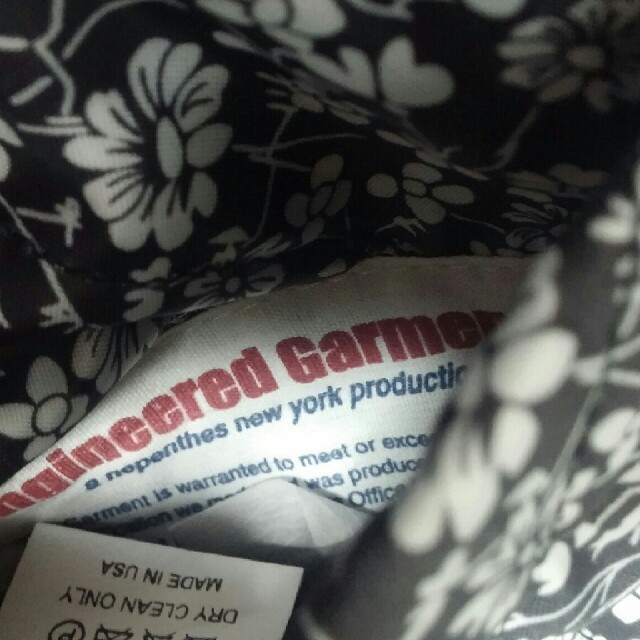 ngineered Garmen
a nepenthes new york productio
garment is warranted to meet or exce
was produc
Office
MADE IN USA
DRY CLEAN ONLY
P